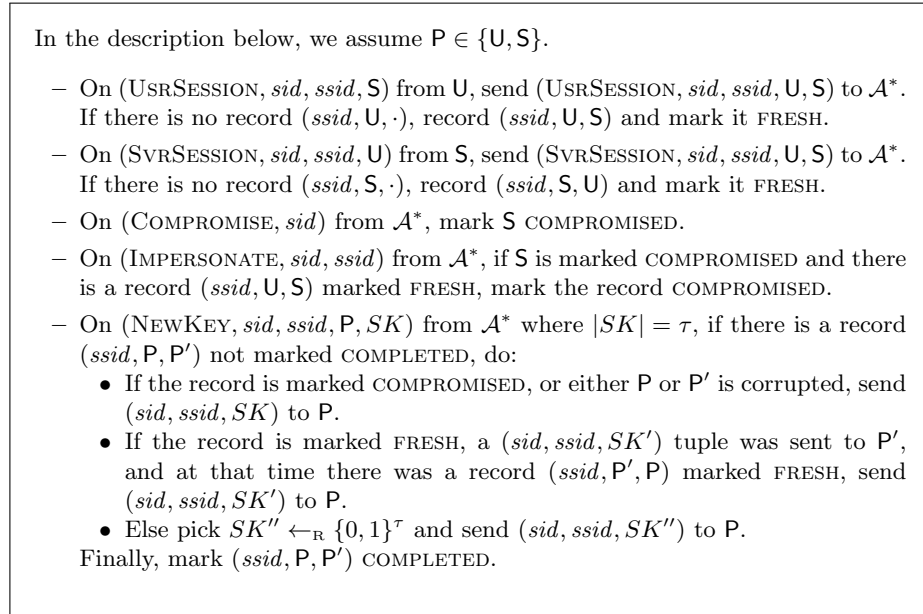 In the description below, we assume P ∈ {U, S}.
– On (UsrSession, sid, ssid, S) from U, send (UsrSession, sid, ssid, U, S) to 𝒜*.
If there is no record (ssid, U, ·), record (ssid, U, S) and mark it FRESH.
– On (SvrSession, sid, ssid, U) from S, send (SvrSession, sid, ssid, U, S) to 𝒜*.
If there is no record (ssid, S, ·), record (ssid, S, U) and mark it FRESH.
– On (Compromise, sid) from 𝒜*, mark S COMPROMISED.
– On (Impersonate, sid, ssid) from 𝒜*, if S is marked COMPROMISED and there
is a record (ssid, U, S) marked FRESH, mark the record COMPROMISED.
– On (NewKey, sid, ssid, P, SK) from 𝒜* where |SK| = τ, if there is a record
(ssid, P, P′) not marked COMPLETED, do:
• If the record is marked COMPROMISED, or either P or P′ is corrupted, send
(sid, ssid, SK) to P.
• If the record is marked FRESH, a (sid, ssid, SK′) tuple was sent to P′,
and at that time there was a record (ssid, P′, P) marked FRESH, send
(sid, ssid, SK′) to P.
• Else pick SK′′ ←R {0, 1}^τ and send (sid, ssid, SK′′) to P.
Finally, mark (ssid, P, P′) COMPLETED.